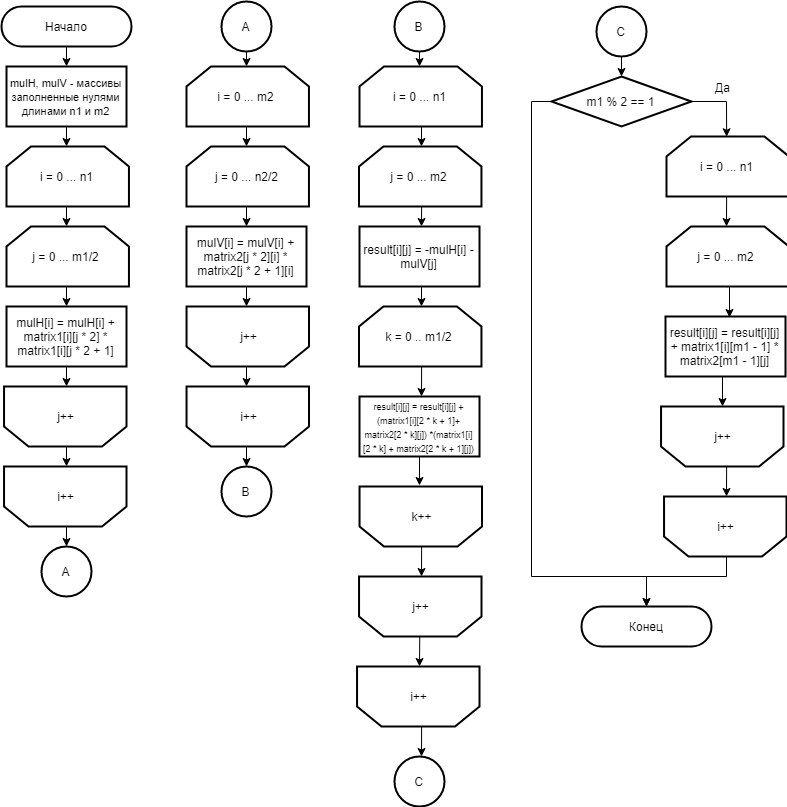 Начало
mulH, mulV - массивы
заполненные нулями
длинами n1 и m2
i = 0 ... n1
j = 0 ... m1/2
mulH[i] = mulH[i] +
matrix1[i][j * 2] *
matrix1[i][j * 2 + 1]
j++
i++
A
A
i = 0 ... m2
j = 0 ... n2/2
mulV[i] = mulV[i] +
matrix2[j * 2][i] *
matrix2[j * 2 + 1][i]
j++
i++
B
B
i = 0 ... n1
j = 0 ... m2
result[i][j] = -mulH[i] -
mulV[j]
k = 0 .. m1/2
result[i][j] = result[i][j] +
(matrix1[i][2 * k + 1]+
matrix2[2 * k][j]) *(matrix1[i]
[2 * k] + matrix2[2 * k + 1][j])
k++
j++
i++
C
C
m1 % 2 == 1
Да
i = 0 ... n1
j = 0 ... m2
result[i][j] = result[i][j]
+ matrix1[i][m1 - 1] *
matrix2[m1 - 1][j]
j++
i++
Конец